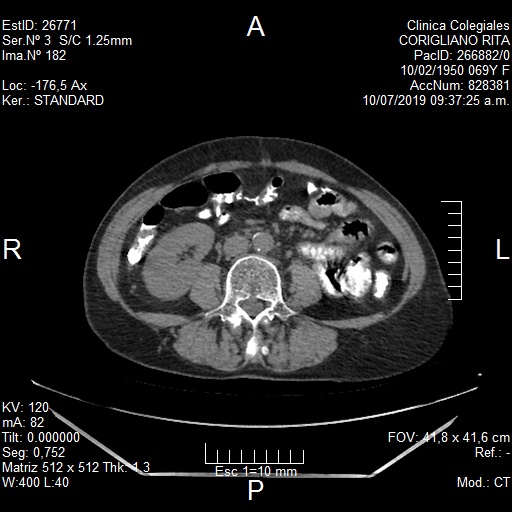 EstID: 26771
Ser.Nº 3 S/C 1.25mm
Ima.Nº 182
Loc: -176,5 Ax
Ker.: STANDARD
A
Clinica Colegiales
CORIGLIANO RITA
PacID: 266882/0
10/02/1950 069Y F
AccNum: 828381
10/07/2019 09:37:25 a.m.
R
L
KV: 120
mA: 82
Tilt: 0.000000
Seg: 0,752
Matriz 512 x 512 Thk: 1.3
W:400 L:40
Esc 1=10 mm
P
FOV: 41,8 x 41,6 cm
Ref.: -
Mod.: CT